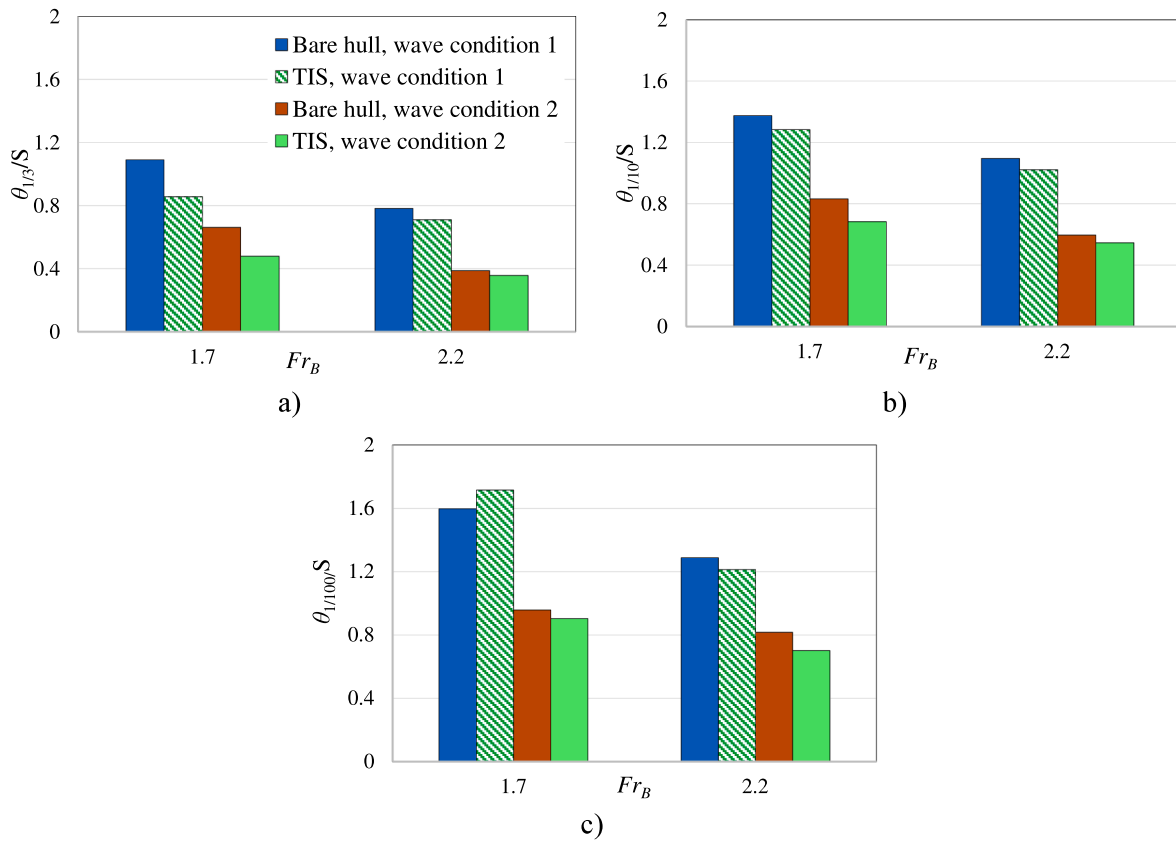 2
1.6
1.2
0.8
0.4
0
θ1/3/S
Bare hull, wave condition 1
TIS, wave condition 1
Bare hull, wave condition 2
TIS, wave condition 2
1.7
FrB
2.2
a)
2
1.6
1.2
0.8
0.4
0
θ1/10/S
1.7
FrB
2.2
b)
2
1.6
1.2
0.8
0.4
0
θ1/100/S
1.7
FrB
2.2
c)